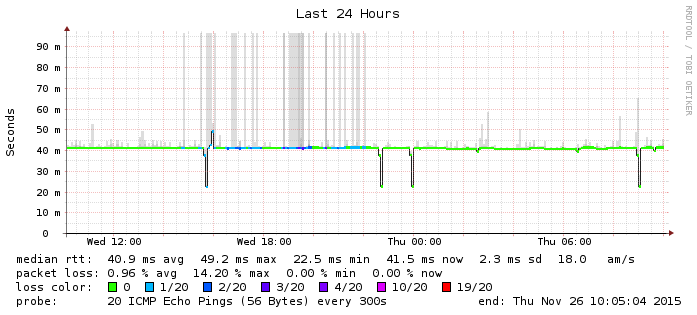 Last 24 Hours
RRDTOOL / TOBI OETIKER
Seconds
90 m
80 m
70 m
60 m
50 m
40 m
30 m
20 m
10 m
0
Wed 12:00 Wed 18:00 Thu 00:00 Thu 06:00
median rtt: 40.9 ms avg 49.2 ms max 22.5 ms min 41.5 ms now 2.3 ms sd 18.0 am/s
packet loss: 0.96 % avg 14.20 % max 0.00 % min 0.00 % now
loss color: 0 1/20 2/20 3/20 4/20 10/20 19/20
probe: 20 ICMP Echo Pings (56 Bytes) every 300s end: Thu Nov 26 10:05:04 2015